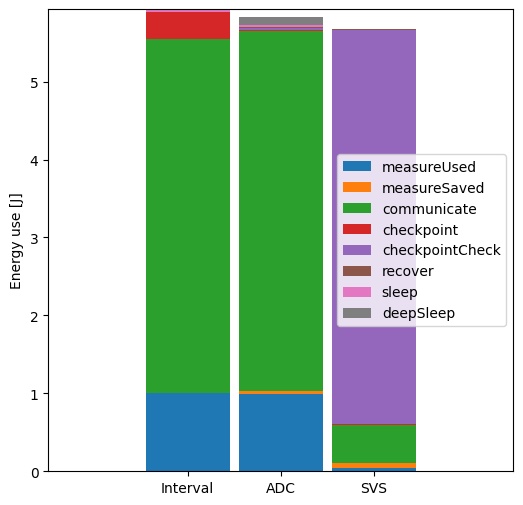 Energy use [J]
5
4
3
2
1
0
measureUsed
measureSaved
communicate
checkpoint
checkpointCheck
recover
sleep
deepSleep
Interval
ADC
SVS